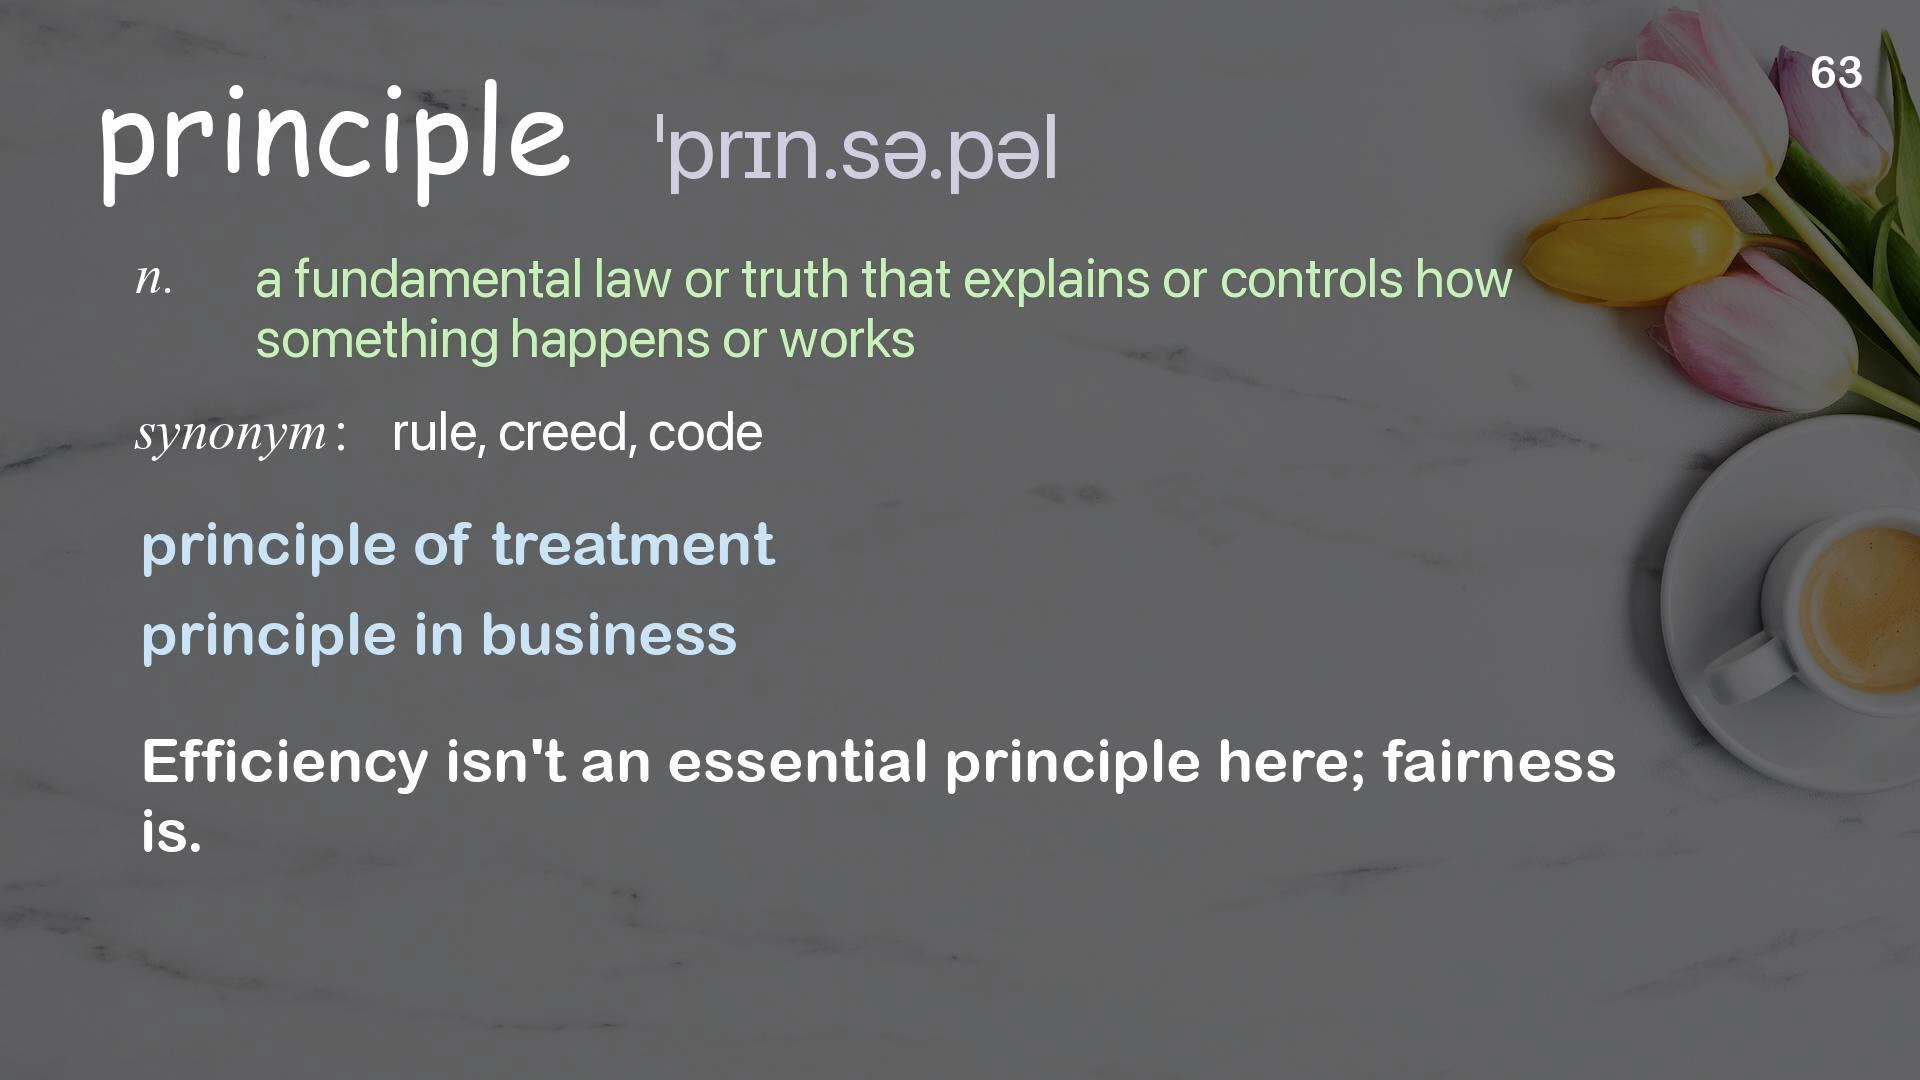 63
principle ˈprɪn.sə.pəl
n. a fundamental law or truth that explains or controls how
something happens or works
synonym: rule, creed, code
principle of treatment
principle in business
Efficiency isn't an essential principle here; fairness
is.